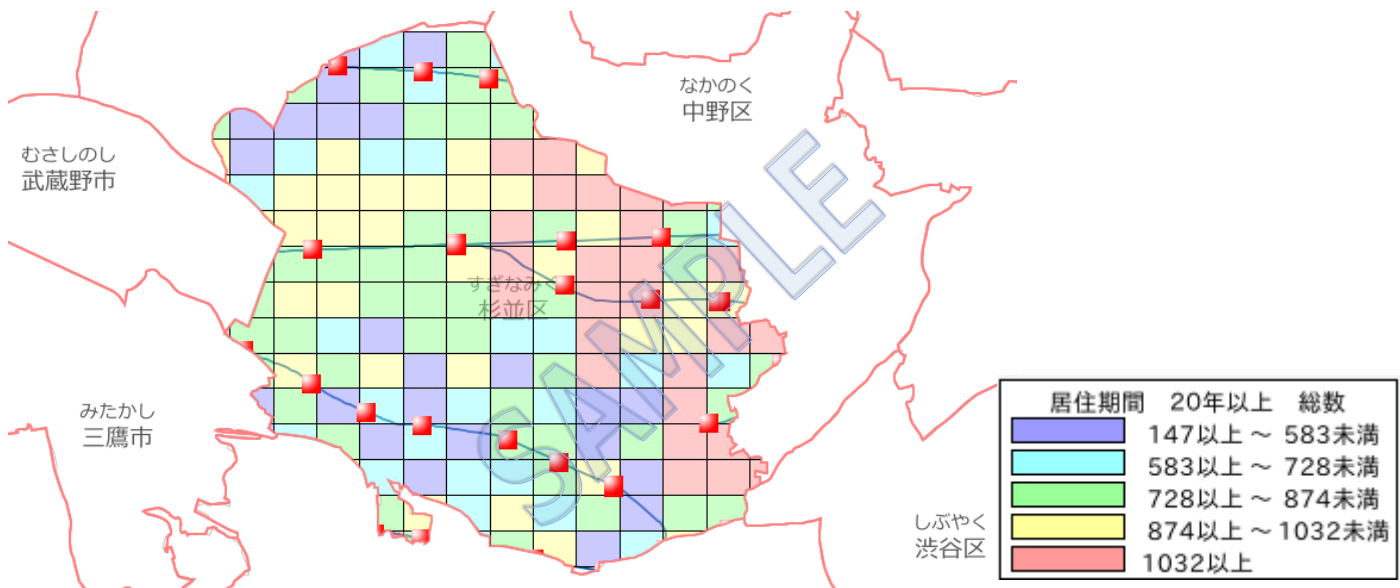 なかのく
中野区
むさしのし
武蔵野市
すぎなみく
杉並区
SAMPLE
みたかし
三鷹市
しぶやく
渋谷区
居住期間 20年以上 総数
147以上 ～ 583未満
583以上 ～ 728未満
728以上 ～ 874未満
874以上 ～ 1032未満
1032以上